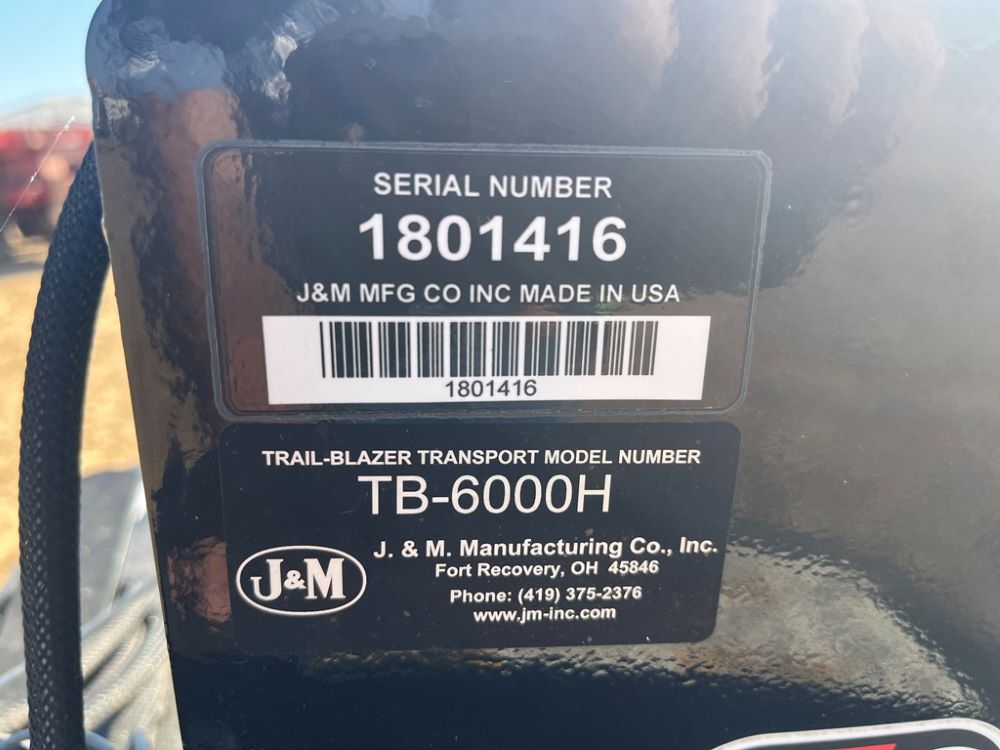 SERIAL NUMBER
1801416
J&M MFG CO INC MADE IN USA
1801416
TRAIL-BLAZER TRANSPORT MODEL NUMBER
TB-6000H
J&M
J. & M. Manufacturing Co., Inc.
Fort Recovery, OH 45846
Phone: (419) 375-2376
www.jm-inc.com